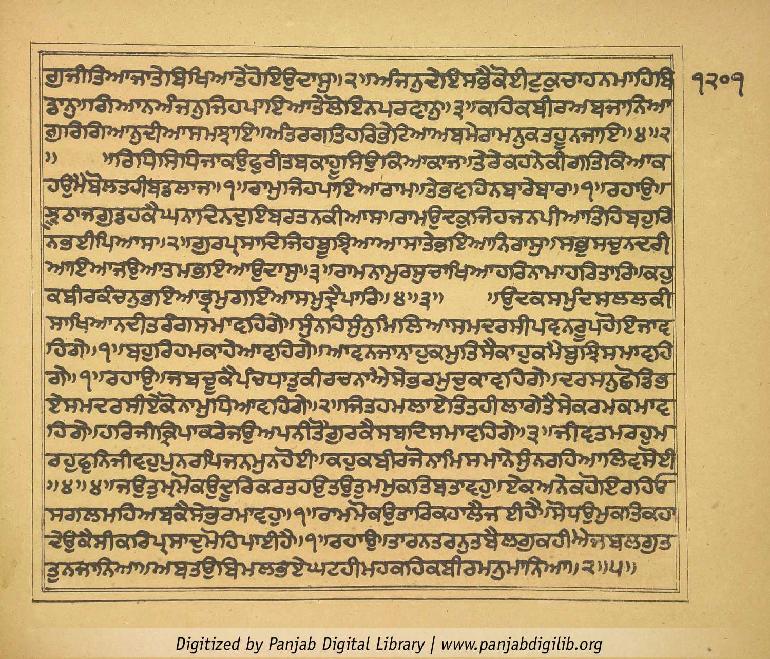 ਗੁਜੀਤਿਆਜਾਤੇਬਿਖਿਆਤੇਹੋਇਉਦਾਸੁ॥੨॥ਅੰਜਨੁਦੇਇਸਭੈਕੋਈਟੁਕੁਚਾਹਨਮਾਹਿਬਿ
੧੨੦੧
ਡਾਨੁ॥ਗਿਆਨਅੰਜਨੁਜਿਹਪਾਇਆਤੇਲੋਇਨਪਰਵਾਨੁ॥੩॥ਕਹਿਕਬੀਰਅਬਜਾਨਿਆ
ਗੁਰਿਗਿਆਨੁਦੀਆਸਮਝਾਇ॥ਅੰਤਰਗਤਿਹਰਿਭੇਟਿਆਅਬਮੇਰਾਮਨੁਕਤਹੂਨਜਾਇ॥੪॥੨
॥ ॥ਰਿਧਿਸਿਧਿਜਾਕਉਫੁਰੀਤਬਕਾਹੂਸਿਉਕਿਆਕਾਜ॥ਤੇਰੇਕਹਨੇਕੀਗਤਿਕਿਆਕ
ਹਉਮੈਬੋਲਤਹੀਬਡਲਾਜ॥੧॥ਰਾਮੁਜਿਹਪਾਇਆਰਾਮ॥ਤੇਭਵਹਿਨਬਾਰੇਬਾਰ॥੧॥ਰਹਾਉ॥
ਝੂਠਾਜਗੁਡਹਕੈਘਨਾਦਿਨਦੁਇਬਰਤਨਕੀਆਸ॥ਰਾਮਉਦਕੁਜਿਹਜਨਪੀਆਤਿਹਿਬਹੁਰਿ
ਨਭਈਪਿਆਸ॥੨॥ਗੁਰਪ੍ਰਸਾਦਿਜਿਹਬੂਝਿਆਆਸਾਤੇਭਇਆਨਿਰਾਸੁ॥ਸਭੁਸਚੁਨਦਰੀ
ਆਇਆਜਉਆਤਮਭਇਆਉਦਾਸੁ॥੩॥ਰਾਮਨਾਮੁਰਸੁਚਾਖਿਆਹਰਿਨਾਮਾਹਰਿਤਾਰਿ॥ਕਹੁ
ਕਬੀਰਕੰਚਨੁਭਇਆਭ੍ਰਮੁਗਇਆਸਮੁਦ੍ਰੈਪਾਰਿ॥੪॥੩॥ ॥ਉਦਕਸਮੁੰਦਸਲਲਕੀ
ਸਾਖਿਆਨਦੀਤਰੰਗਸਮਾਵਹਿਗੇ॥ਸੁੰਨਹਿਸੁੰਨੁਮਿਲਿਆਸਮਦਰਸੀਪਵਨਰੂਪਹੋਇਜਾਵ
ਹਿਗੇ॥੧॥ਬਹੁਰਿਹਮਕਾਹੇਆਵਹਿਗੇ॥ਆਵਨਜਾਨਾਹੁਕਮੁਤਿਸੈਕਾਹੁਕਮੈਬੁਝਿਸਮਾਵਹਿ
ਗੇ॥੧॥ਰਹਾਉ॥ਜਬਚੂਕੈਪੰਚਧਾਤੁਕੀਰਚਨਾਐਸੇਭਰਮੁਚੁਕਾਵਹਿਗੇ॥ਦਰਸਨੁਛੋਡਿਭ
ਏਸਮਦਰਸੀਏਕੋਨਾਮੁਧਿਆਵਹਿਗੇ॥੨॥ਜਿਤਹਮਲਾਏਤਿਤਹੀਲਾਗੇਤੈਸੇਕਰਮਕਮਾਵ
ਹਿਗੇ॥ਹਰਿਜੀਕ੍ਰਿਪਾਕਰੇਜਉਅਪਨੀਤੌਗੁਰਕੇਸਬਦਿਸਮਾਵਹਿਗੇ॥੩॥ਜੀਵਤਮਰਹੁਮ
ਰਹੁਫੁਨਿਜੀਵਹੁਪੁਨਰਪਿਜਨਮੁਨਹੋਈ॥ਕਹੁਕਬੀਰਜੋਨਾਮਿਸਮਾਨੇਸੁੰਨਰਹਿਆਲਿਵਸੋਈ
॥੪॥੪॥ਜਉਤੁਮ੍ਮੋਕਉਦੂਰਿਕਰਤਹਉਤਉਤੁਮਮੁਕਤਿਬਤਾਵਹੁ॥ਏਕਅਨੇਕਹੋਇਰਹਿਓ
ਸਗਲਮਹਿਅਬਕੈਸੇਭਰਮਾਵਹੁ॥੧॥ਰਾਮਮੋਕਉਤਾਰਿਕਹਾਲੈਜਈਹੈ॥ਸੋਧਉਮੁਕਤਿਕਹਾ
ਦੇਉਕੈਸੀਕਰਿਪ੍ਰਸਾਦੁਮੋਹਿਪਾਈਹੈ॥੧॥ਰਹਾਉ॥ਤਾਰਨਤਰਨੁਤਬੈਲਗੁਕਹੀਐਜਬਲਗੁਤ
ਤੁਨਜਾਨਿਆ॥ਅਬਤਉਬਿਮਲਭਏਘਟਹੀਮਹਿਕਹਿਕਬੀਰਮਨੁਮਾਨਿਆ॥੨॥੫॥
Digitized by Panjab Digital Library | www.panjabdigilib.org